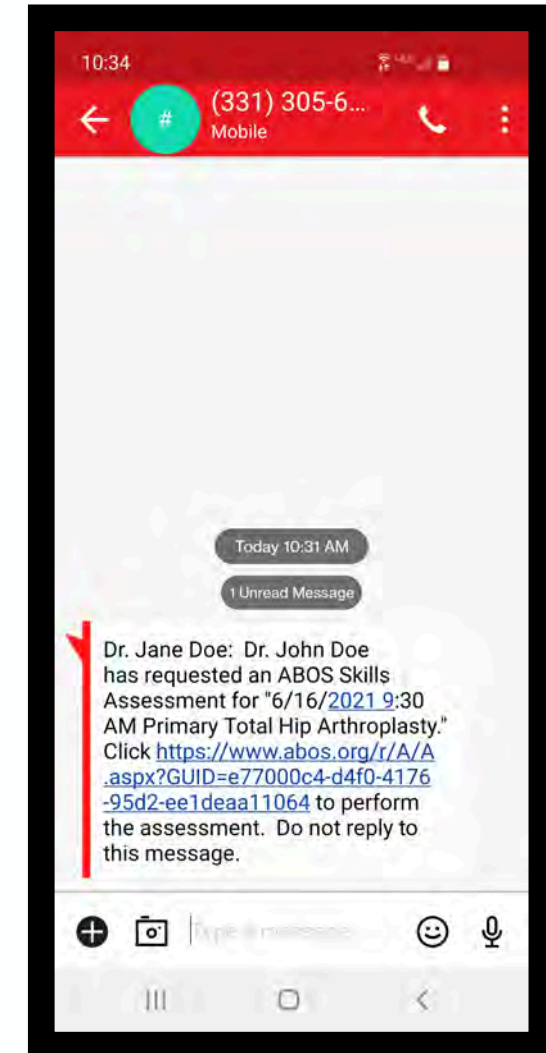 10:34
#
(331) 305-6...
Mobile
Today 10:31 AM
1 Unread Message
Dr. Jane Doe:  Dr. John Doe
has requested an ABOS Skills
Assessment for "6/16/2021 9:30
AM Primary Total Hip Arthroplasty."
Click https://www.abos.org/r/A/A
.aspx?GUID=e77000c4-d4f0-4176
-95d2-ee1deaa11064 to perform
the assessment.  Do not reply to
this message.
Type a message